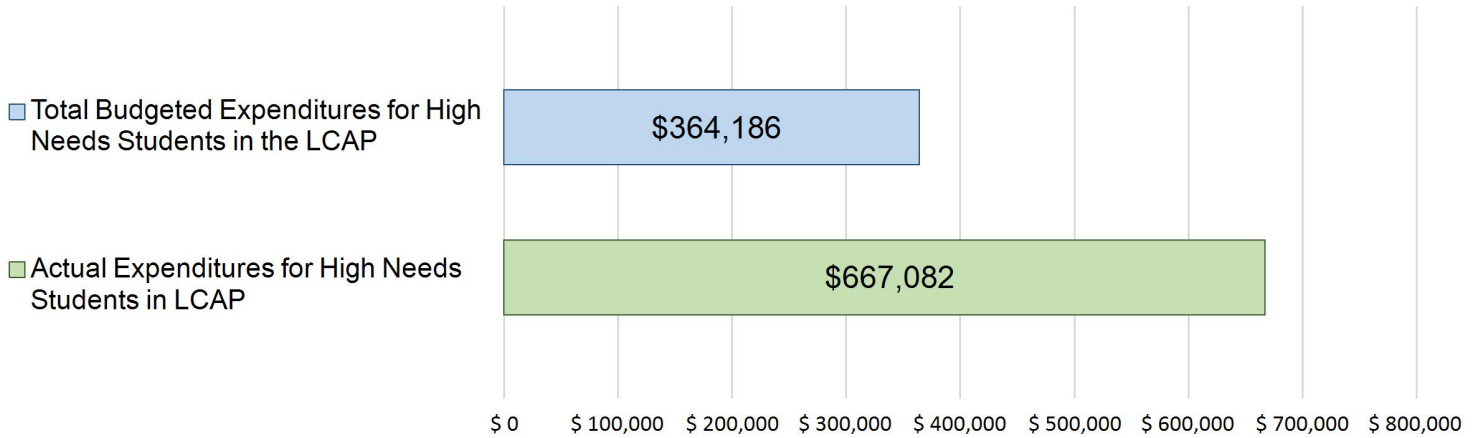 Total Budgeted Expenditures for High
Needs Students in the LCAP
$364,186
Actual Expenditures for High Needs
Students in LCAP
$667,082
$ 0 $ 100,000 $ 200,000 $ 300,000 $ 400,000 $ 500,000 $ 600,000 $ 700,000 $ 800,000